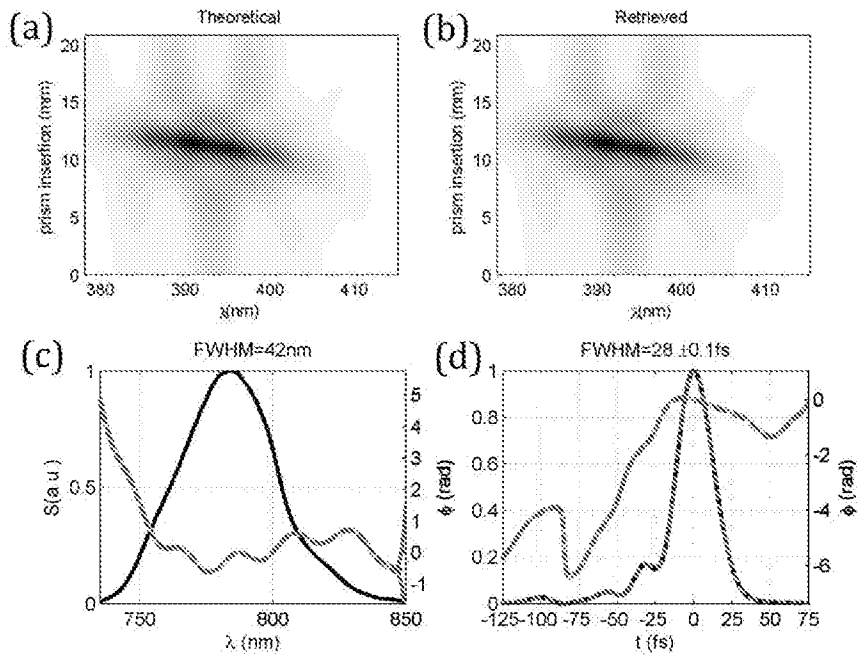 (a) Theoretical
20
15
10
5
0
prism insertion (mm)
380 390 400 410
(nm)
(b) Retrieved
20
15
10
5
0
prism insertion (mm)
380 390 400 410
(nm)
(c) FWHM=42nm
1
0.5
0
S(a.u.)
5
4
3
2
1
0
-1
ϕ (rad)
750 800 850
λ (nm)
(d) FWHM=28 ±0.1fs
1
0.8
0.6
0.4
0.2
0
0
-2
-4
-6
ϕ (rad)
-125 -100 -75 -50 -25 0 25 50 75
t (fs)